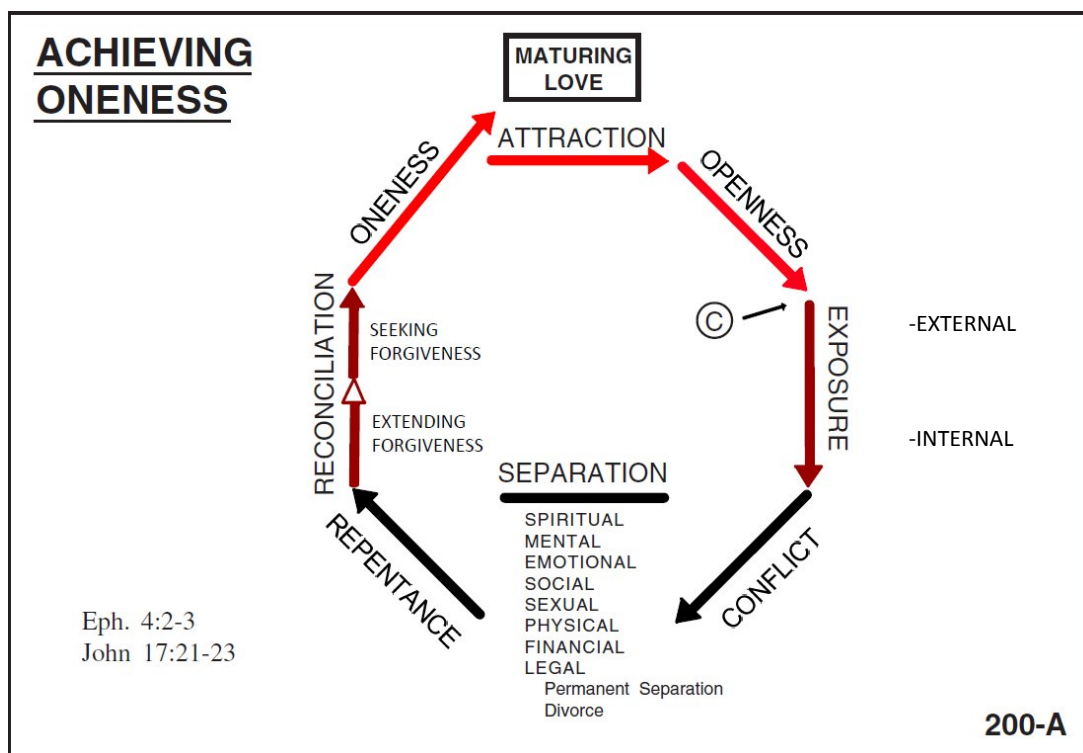 ACHIEVING
ONENESS
MATURING
LOVE
ATTRACTION
OPENNESS
ONENESS
C
EXPOSURE
-EXTERNAL
-INTERNAL
RECONCILIATION
SEEKING
FORGIVENESS
EXTENDING
FORGIVENESS
SEPARATION
SPIRITUAL
MENTAL
EMOTIONAL
SOCIAL
SEXUAL
PHYSICAL
FINANCIAL
LEGAL
Permanent Separation
Divorce
CONFLICT
REPENTANCE
Eph. 4:2-3
John 17:21-23
200-A